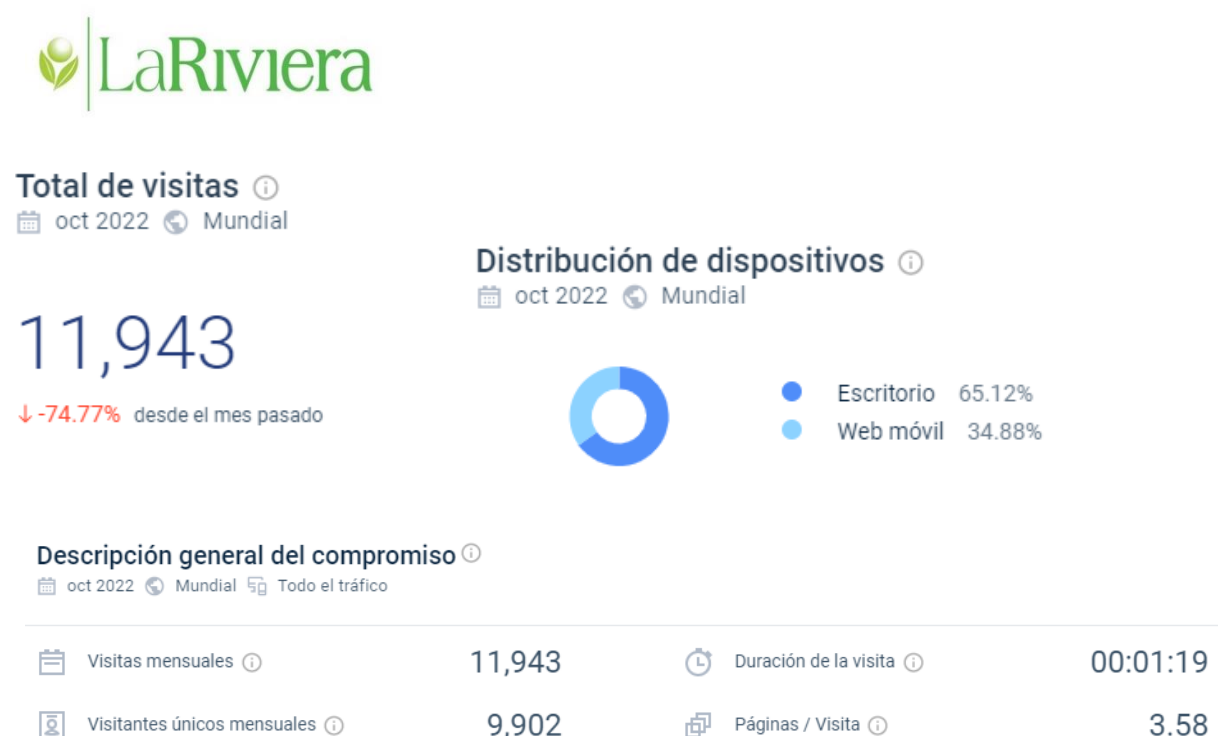 LaRiviera
Total de visitas
oct 2022 Mundial
11,943
-74.77% desde el mes pasado
Distribución de dispositivos
oct 2022 Mundial
Escritorio 65.12%
Web móvil 34.88%
Descripción general del compromiso
oct 2022 Mundial Todo el tráfico
Visitas mensuales 11,943
Duración de la visita 00:01:19
Visitantes únicos mensuales 9,902
Páginas / Visita 3.58